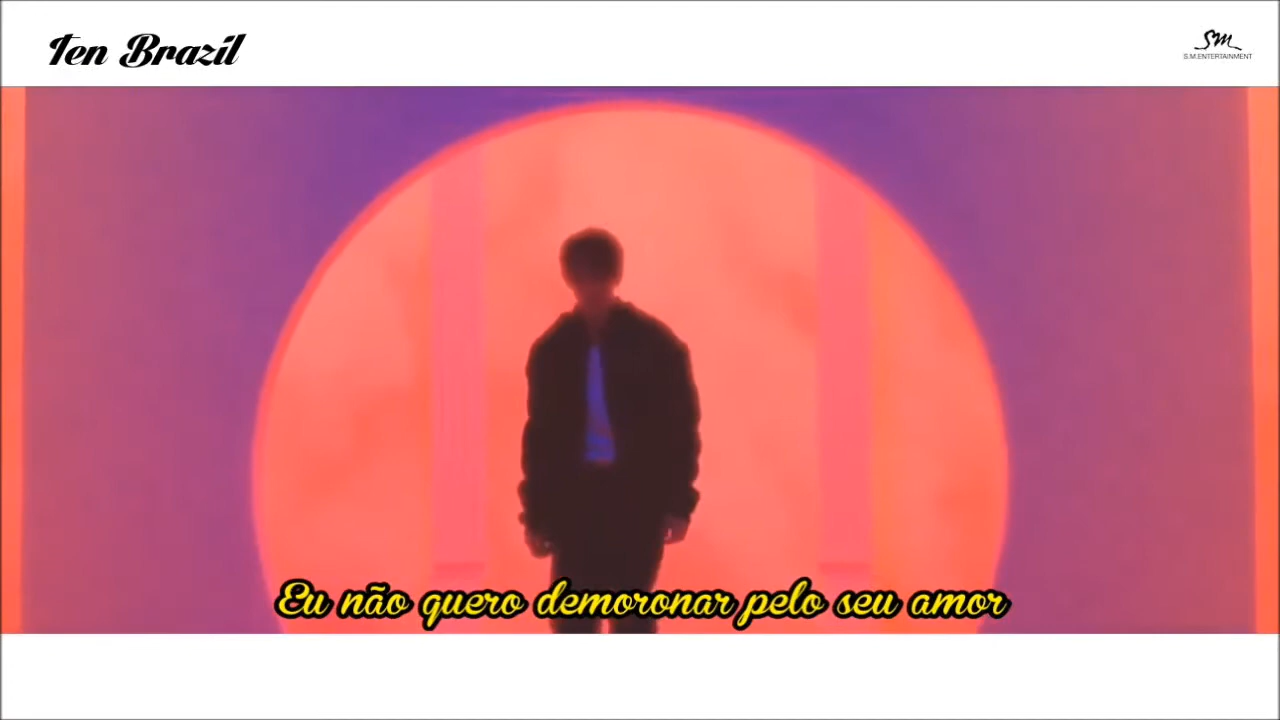 Ten Brazil
SM
S.M.ENTERTAINMENT
Eu não quero demoronar pelo seu amor